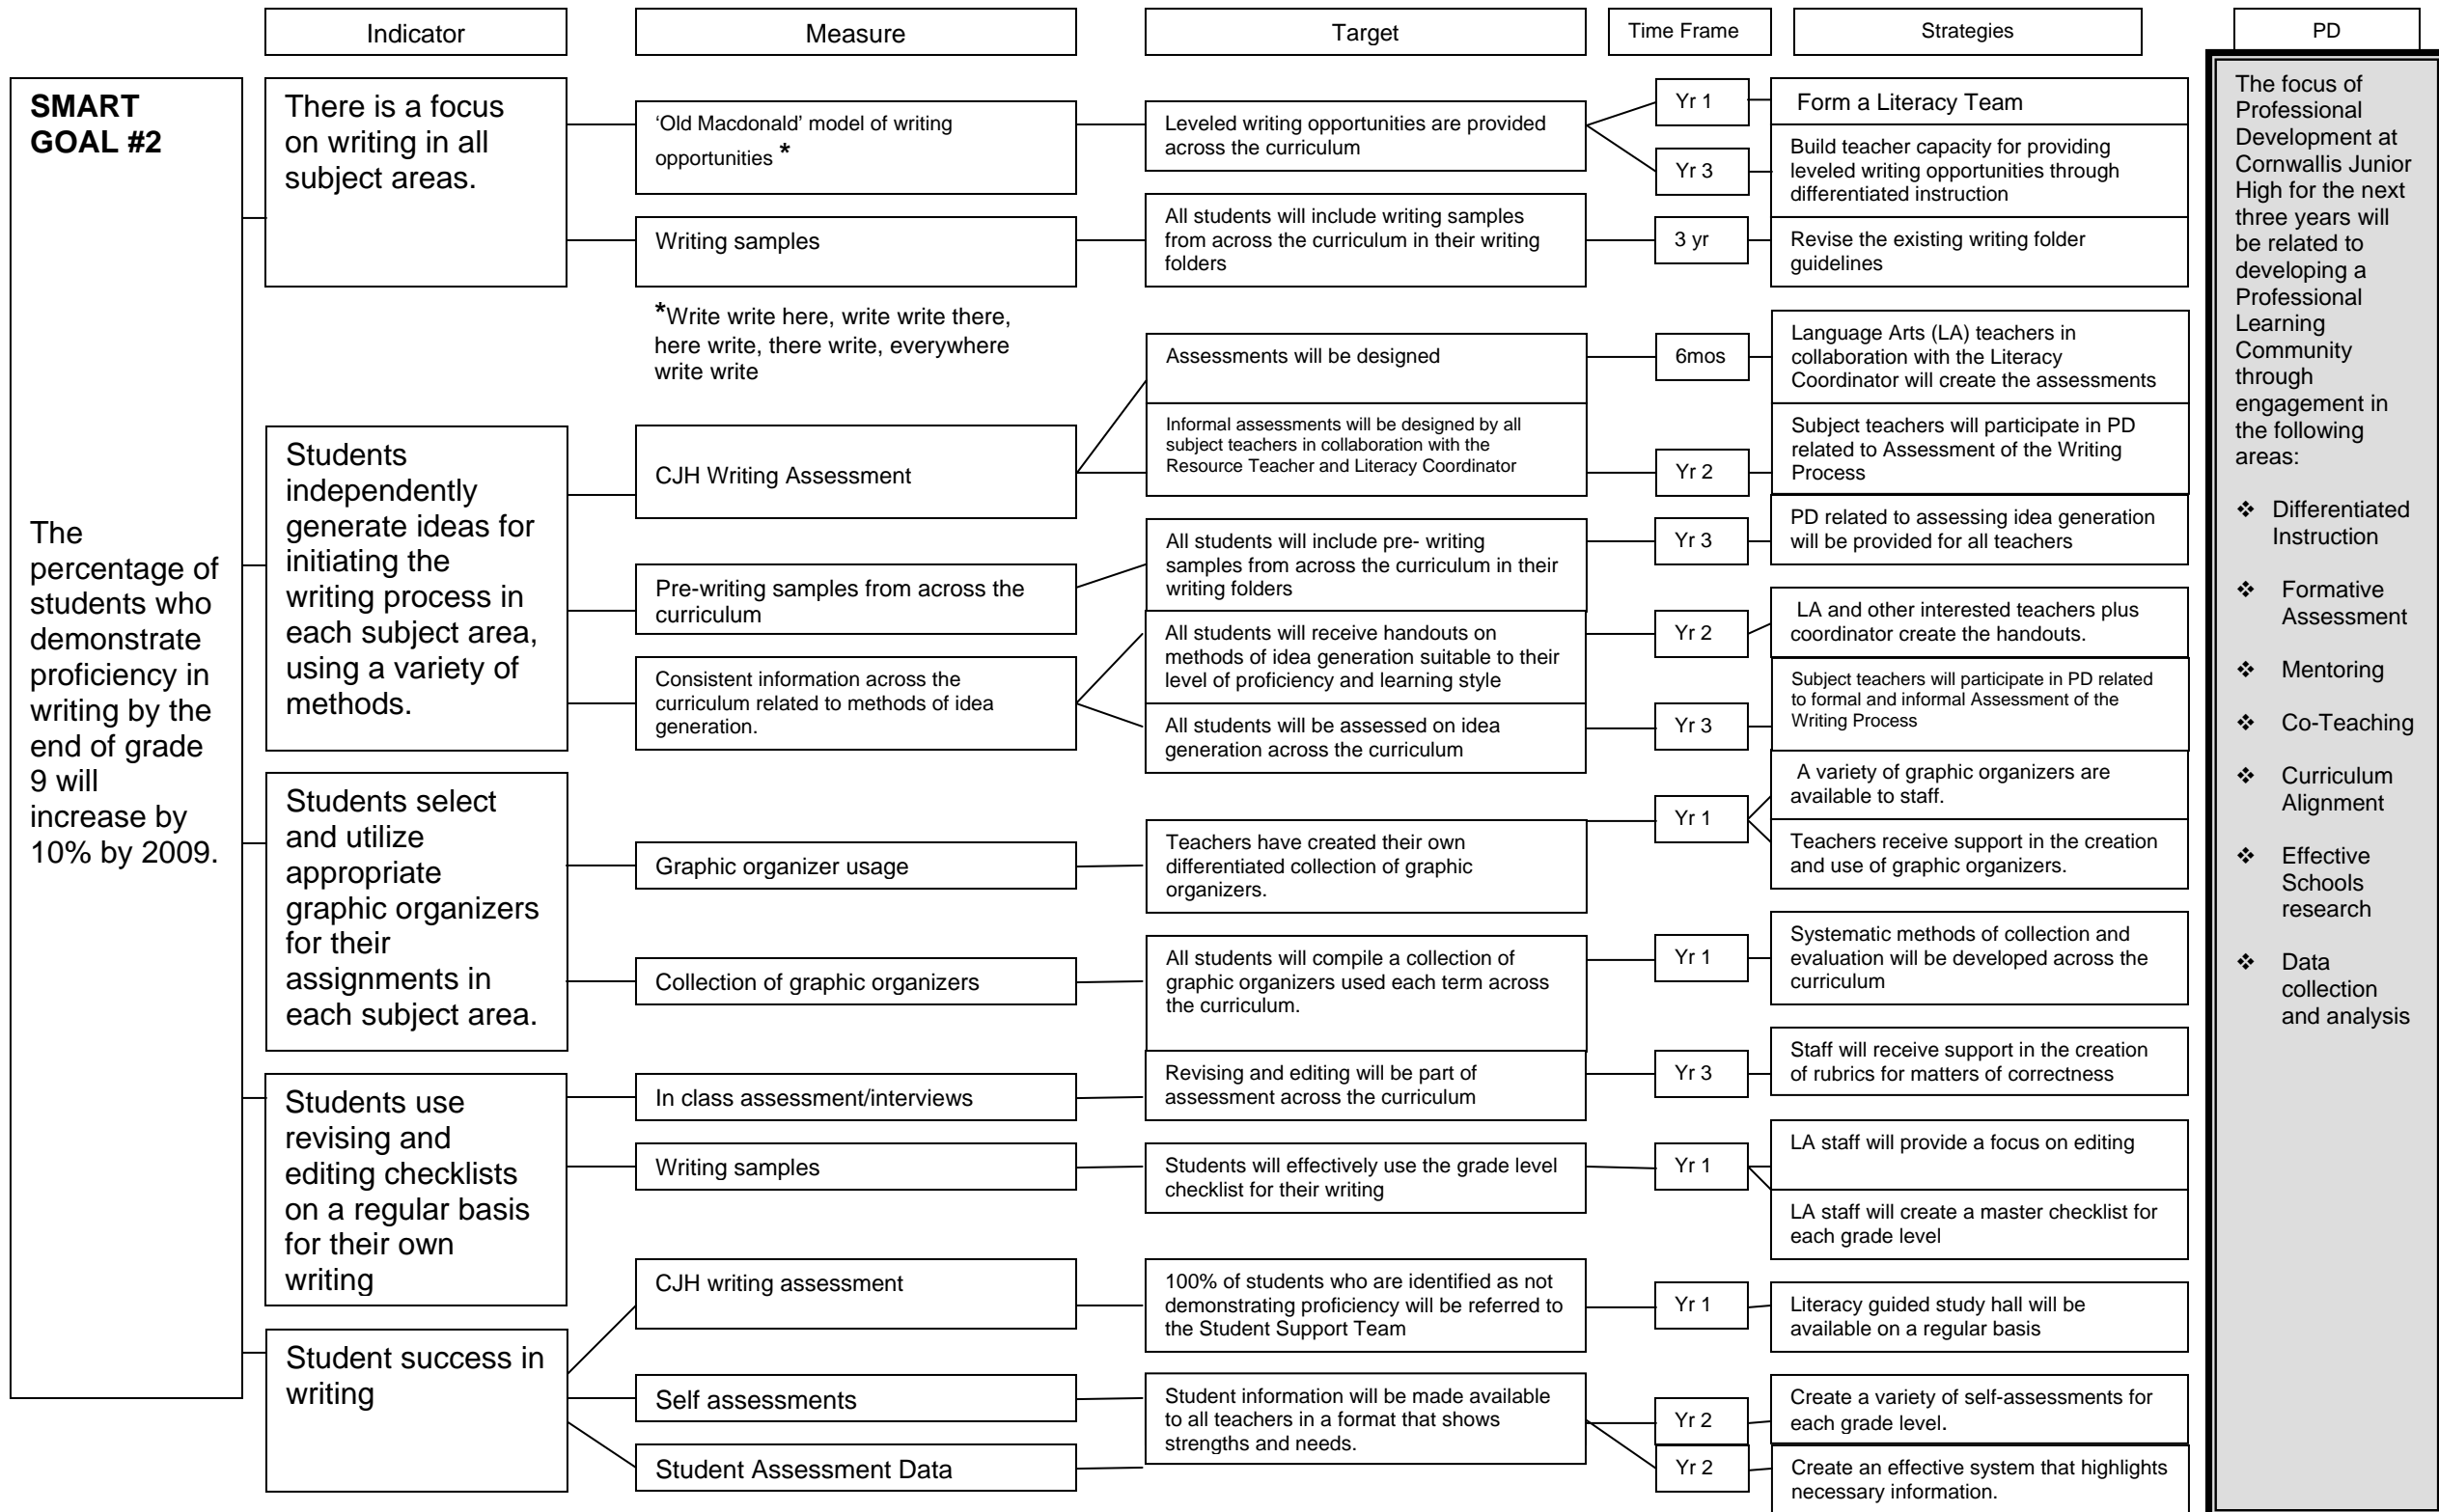 Indicator
Measure
Target
Time Frame
Strategies
PD
SMART
GOAL #2
The
percentage of
students who
demonstrate
proficiency in
writing by the
end of grade
9 will
increase by
10% by 2009.
There is a focus
on writing in all
subject areas.
'Old Macdonald' model of writing
opportunities *
Leveled writing opportunities are provided
across the curriculum
Yr 1
Form a Literacy Team
Yr 3
Build teacher capacity for providing
leveled writing opportunities through
differentiated instruction
Writing samples
All students will include writing samples
from across the curriculum in their writing
folders
3 yr
Revise the existing writing folder
guidelines
*Write write here, write write there,
here write, there write, everywhere
write write
Students
independently
generate ideas for
initiating the
writing process in
each subject area,
using a variety of
methods.
CJH Writing Assessment
Assessments will be designed
6mos
Language Arts (LA) teachers in
collaboration with the Literacy
Coordinator will create the assessments
Informal assessments will be designed by all
subject teachers in collaboration with the
Resource Teacher and Literacy Coordinator
Yr 2
Subject teachers will participate in PD
related to Assessment of the Writing
Process
Pre-writing samples from across the
curriculum
All students will include pre- writing
samples from across the curriculum in their
writing folders
Yr 3
PD related to assessing idea generation
will be provided for all teachers
Consistent information across the
curriculum related to methods of idea
generation.
All students will receive handouts on
methods of idea generation suitable to their
level of proficiency and learning style
Yr 2
LA and other interested teachers plus
coordinator create the handouts.
All students will be assessed on idea
generation across the curriculum
Yr 3
Subject teachers will participate in PD related
to formal and informal Assessment of the
Writing Process
Students select
and utilize
appropriate
graphic organizers
for their
assignments in
each subject area.
Graphic organizer usage
Teachers have created their own
differentiated collection of graphic
organizers.
Yr 1
A variety of graphic organizers are
available to staff.
Teachers receive support in the creation
and use of graphic organizers.
Collection of graphic organizers
All students will compile a collection of
graphic organizers used each term across
the curriculum.
Yr 1
Systematic methods of collection and
evaluation will be developed across the
curriculum
Students use
revising and
editing checklists
on a regular basis
for their own
writing
In class assessment/interviews
Revising and editing will be part of
assessment across the curriculum
Yr 3
Staff will receive support in the creation
of rubrics for matters of correctness
Writing samples
Students will effectively use the grade level
checklist for their writing
Yr 1
LA staff will provide a focus on editing
LA staff will create a master checklist for
each grade level
Student success in
writing
CJH writing assessment
100% of students who are identified as not
demonstrating proficiency will be referred to
the Student Support Team
Yr 1
Literacy guided study hall will be
available on a regular basis
Self assessments
Student information will be made available
to all teachers in a format that shows
strengths and needs.
Yr 2
Create a variety of self-assessments for
each grade level.
Student Assessment Data
Yr 2
Create an effective system that highlights
necessary information.
The focus of
Professional
Development at
Cornwallis Junior
High for the next
three years will
be related to
developing a
Professional
Learning
Community
through
engagement in
the following
areas:
❖ Differentiated
Instruction
❖ Formative
Assessment
❖ Mentoring
❖ Co-Teaching
❖ Curriculum
Alignment
❖ Effective
Schools
research
❖ Data
collection
and analysis